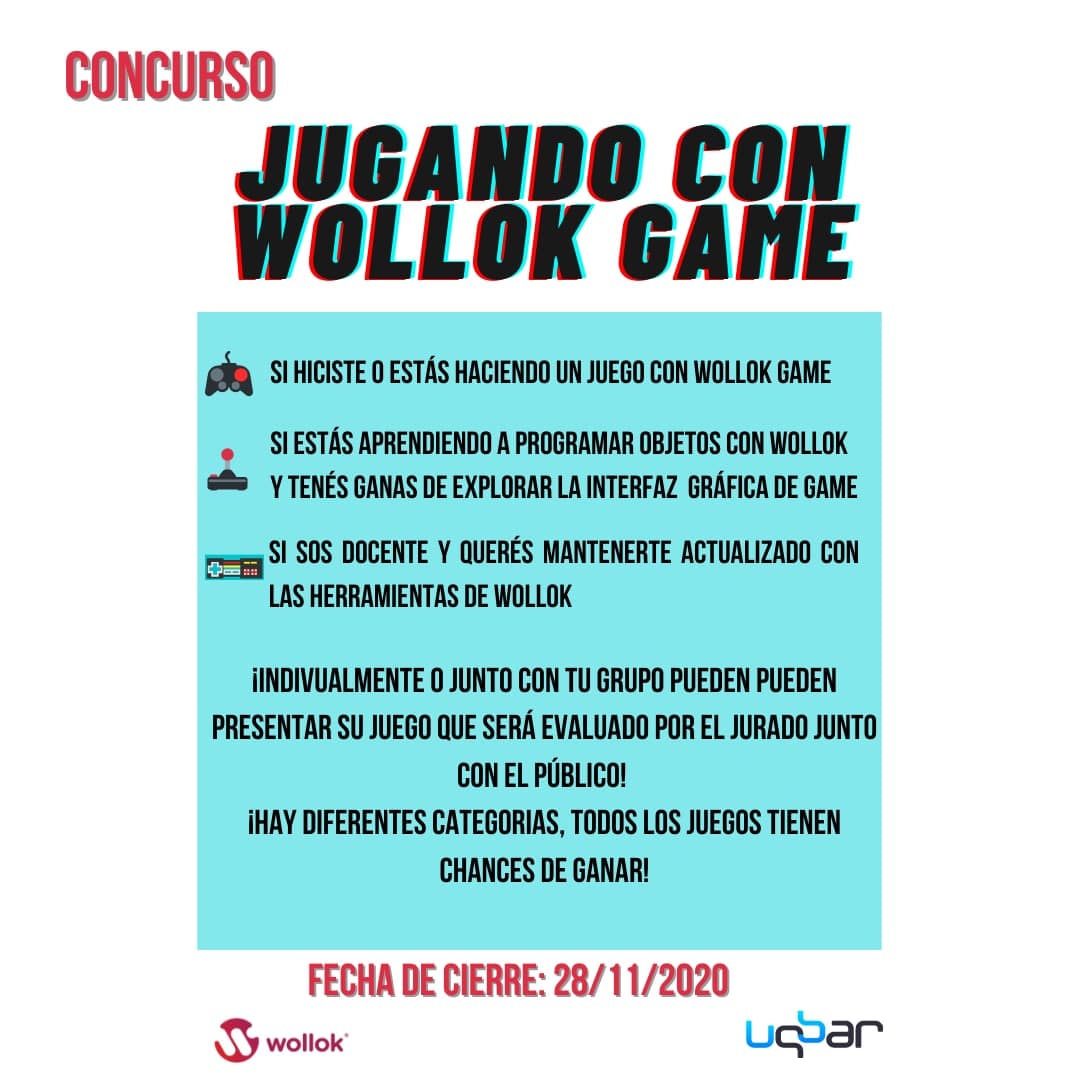 CONCURSO
JUGANDO CON
WOLLOK GAME
SI HICISTE O ESTÁS HACIENDO UN JUEGO CON WOLLOK GAME
SI ESTÁS APRENDIENDO A PROGRAMAR OBJETOS CON WOLLOK
Y TENÉS GANAS DE EXPLORAR LA INTERFAZ GRÁFICA DE GAME
SI SOS DOCENTE Y QUERÉS MANTENERTE ACTUALIZADO CON
LAS HERRAMIENTAS DE WOLLOK
¡INDIVUALMENTE O JUNTO CON TU GRUPO PUEDEN PUEDEN
PRESENTAR SU JUEGO QUE SERÁ EVALUADO POR EL JURADO JUNTO
CON EL PÚBLICO!
¡HAY DIFERENTES CATEGORIAS, TODOS LOS JUEGOS TIENEN
CHANCES DE GANAR!
FECHA DE CIERRE: 28/11/2020
wollok®
uqbar